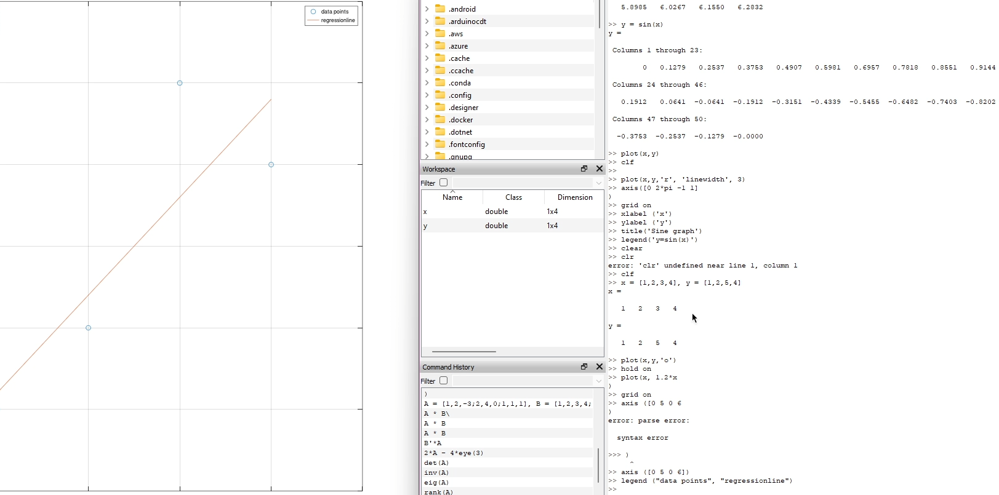 data points
regressionline
.android
.arduinocdt
.aws
.azure
.cache
.ccache
.conda
.config
.designer
.docker
.dotnet
.fontconfig
.gnupg
Workspace
Filter
Name Class Dimension
x double 1x4
y double 1x4
Command History
Filter
)
A = [1,2,-3;2,4,0;1,1,1], B = [1,2,3,4;
A * B\
A * B
A * B
B'*A
2*A - 4*eye(3)
det(A)
inv(A)
eig(A)
rank(A)
5.8985 6.0267 6.1550 6.2832
>> y = sin(x)
y =
Columns 1 through 23:
0 0.1279 0.2537 0.3753 0.4907 0.5981 0.6957 0.7818 0.8551 0.9144
Columns 24 through 46:
0.1912 0.0641 -0.0641 -0.1912 -0.3151 -0.4339 -0.5455 -0.6482 -0.7403 -0.8202
Columns 47 through 50:
-0.3753 -0.2537 -0.1279 -0.0000
>> plot(x,y)
>> clf
>>
>> plot(x,y,'r', 'linewidth', 3)
>> axis([0 2*pi -1 1]
)
>> grid on
>> xlabel ('x')
>> ylabel ('y')
>> title('Sine graph')
>> legend('y=sin(x)')
>> clear
>> clr
error: 'clr' undefined near line 1, column 1
>> clf
>> x = [1,2,3,4], y = [1,2,5,4]
x =
1 2 3 4
y =
1 2 5 4
>> plot(x,y,'o')
>> hold on
>> plot(x, 1.2*x
)
>> grid on
>> axis ([0 5 0 6
)
error: parse error:
syntax error
>>> )
^
>> axis ([0 5 0 6])
>> legend ("data points", "regressionline")
>>